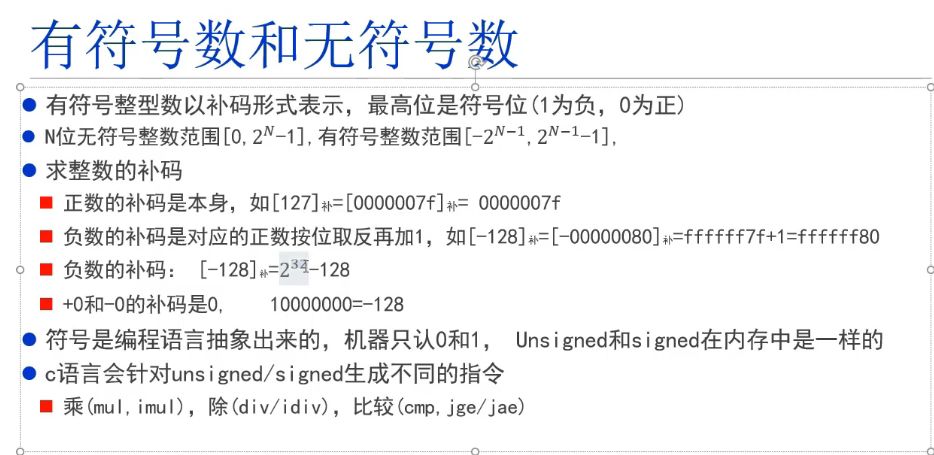 有符号数和无符号数
有符号整型数以补码形式表示，最高位是符号位(1为负，0为正)
N位无符号整数范围[0,2^N-1],有符号整数范围[-2^{N-1},2^{N-1}-1],
求整数的补码
正数的补码是本身，如[127]补=[0000007f]补= 0000007f
负数的补码是对应的正数按位取反再加1，如[-128]补=[-00000080]补=ffffff7f+1=ffffff80
负数的补码： [-128]补=2^{32}-128
+0和-0的补码是0, 10000000=-128
符号是编程语言抽象出来的，机器只认0和1， Unsigned和signed在内存中是一样的
c语言会针对unsigned/signed生成不同的指令
乘(mul,imul)，除(div/idiv)，比较(cmp,jge/jae)